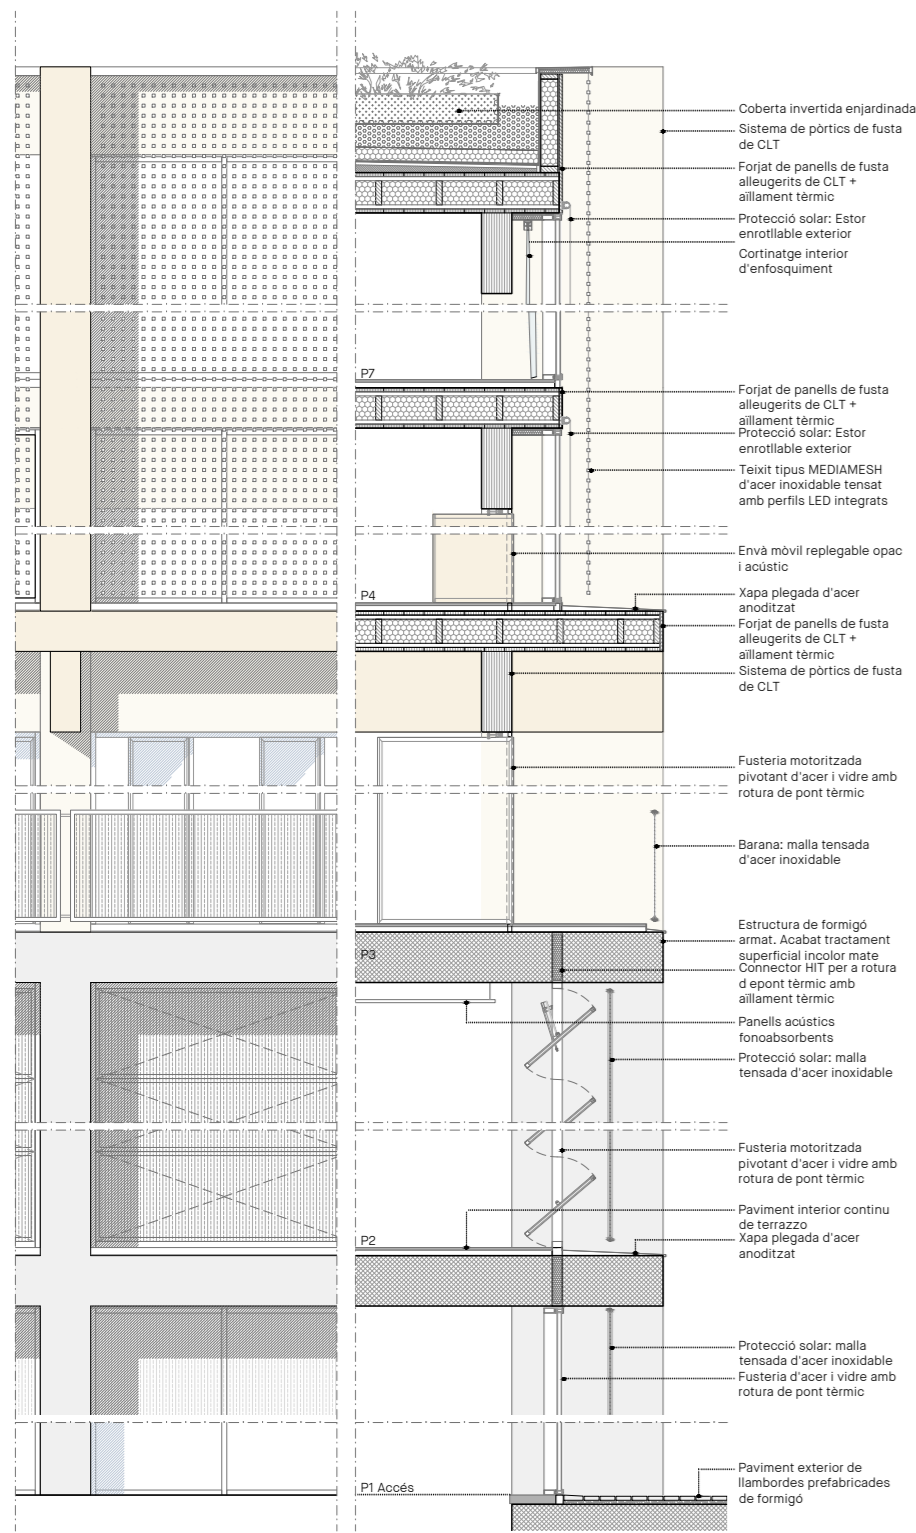 Coberta invertida enjardinada
Sistema de pòrtics de fusta
de CLT
Forjat de panells de fusta
alleugerits de CLT +
aïllament tèrmic
Protecció solar: Estor
enrotllable exterior
Cortinatge interior
d'enfosquiment
P7
Forjat de panells de fusta
alleugerits de CLT +
aïllament tèrmic
Protecció solar: Estor
enrotllable exterior
Teixit tipus MEDIAMESH
d'acer inoxidable tensat
amb perfils LED integrats
Envà mòvil replegable opac
i acústic
P4
Xapa plegada d'acer
anoditzat
Forjat de panells de fusta
alleugerits de CLT +
aïllament tèrmic
Sistema de pòrtics de fusta
de CLT
Fusteria motoritzada
pivotant d'acer i vidre amb
rotura de pont tèrmic
Barana: malla tensada
d'acer inoxidable
Estructura de formigó
armat. Acabat tractament
superficial incolor mate
P3
Connector HIT per a rotura
d epont tèrmic amb
aïllament tèrmic
Panells acústics
fonoabsorbents
Protecció solar: malla
tensada d'acer inoxidable
Fusteria motoritzada
pivotant d'acer i vidre amb
rotura de pont tèrmic
Paviment interior continu
de terrazzo
P2
Xapa plegada d'acer
anoditzat
Protecció solar: malla
tensada d'acer inoxidable
Fusteria d'acer i vidre amb
rotura de pont tèrmic
P1 Accés
Paviment exterior de
llambordes prefabricades
de formigó